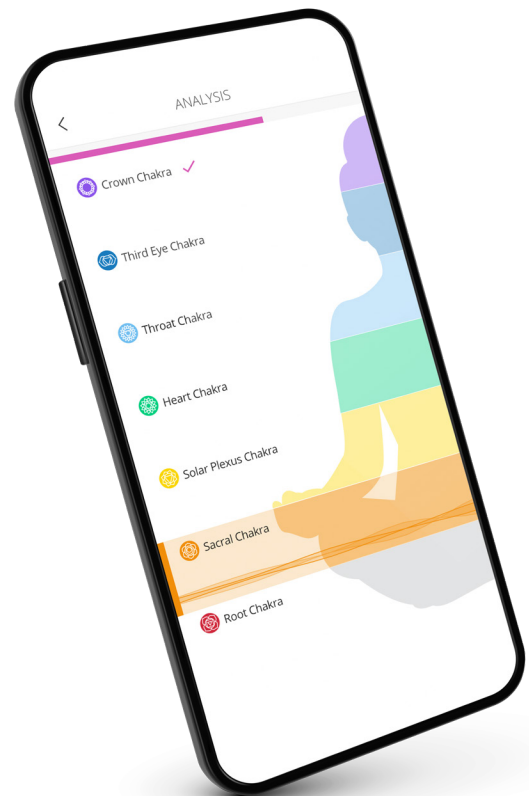 ANALYSIS
Crown Chakra
Third Eye Chakra
Throat Chakra
Heart Chakra
Solar Plexus Chakra
Sacral Chakra
Root Chakra